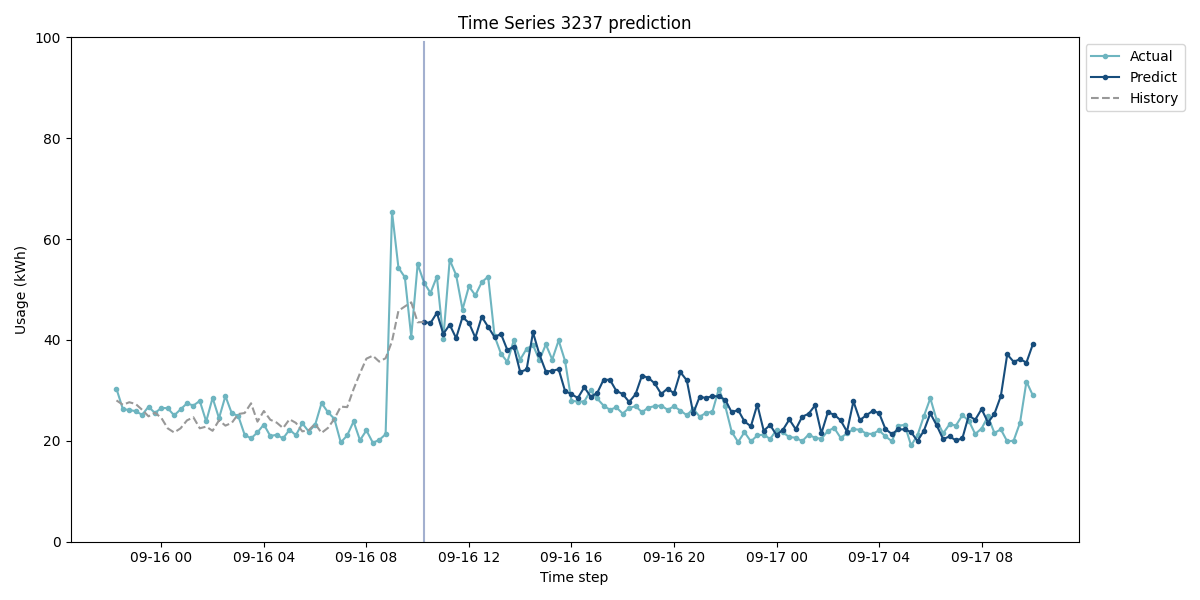 Time Series 3237 prediction
Usage (kWh)
100
80
60
40
20
0
09-16 00
09-16 04
09-16 08
09-16 12
09-16 16
09-16 20
09-17 00
09-17 04
09-17 08
Time step
Actual
Predict
History